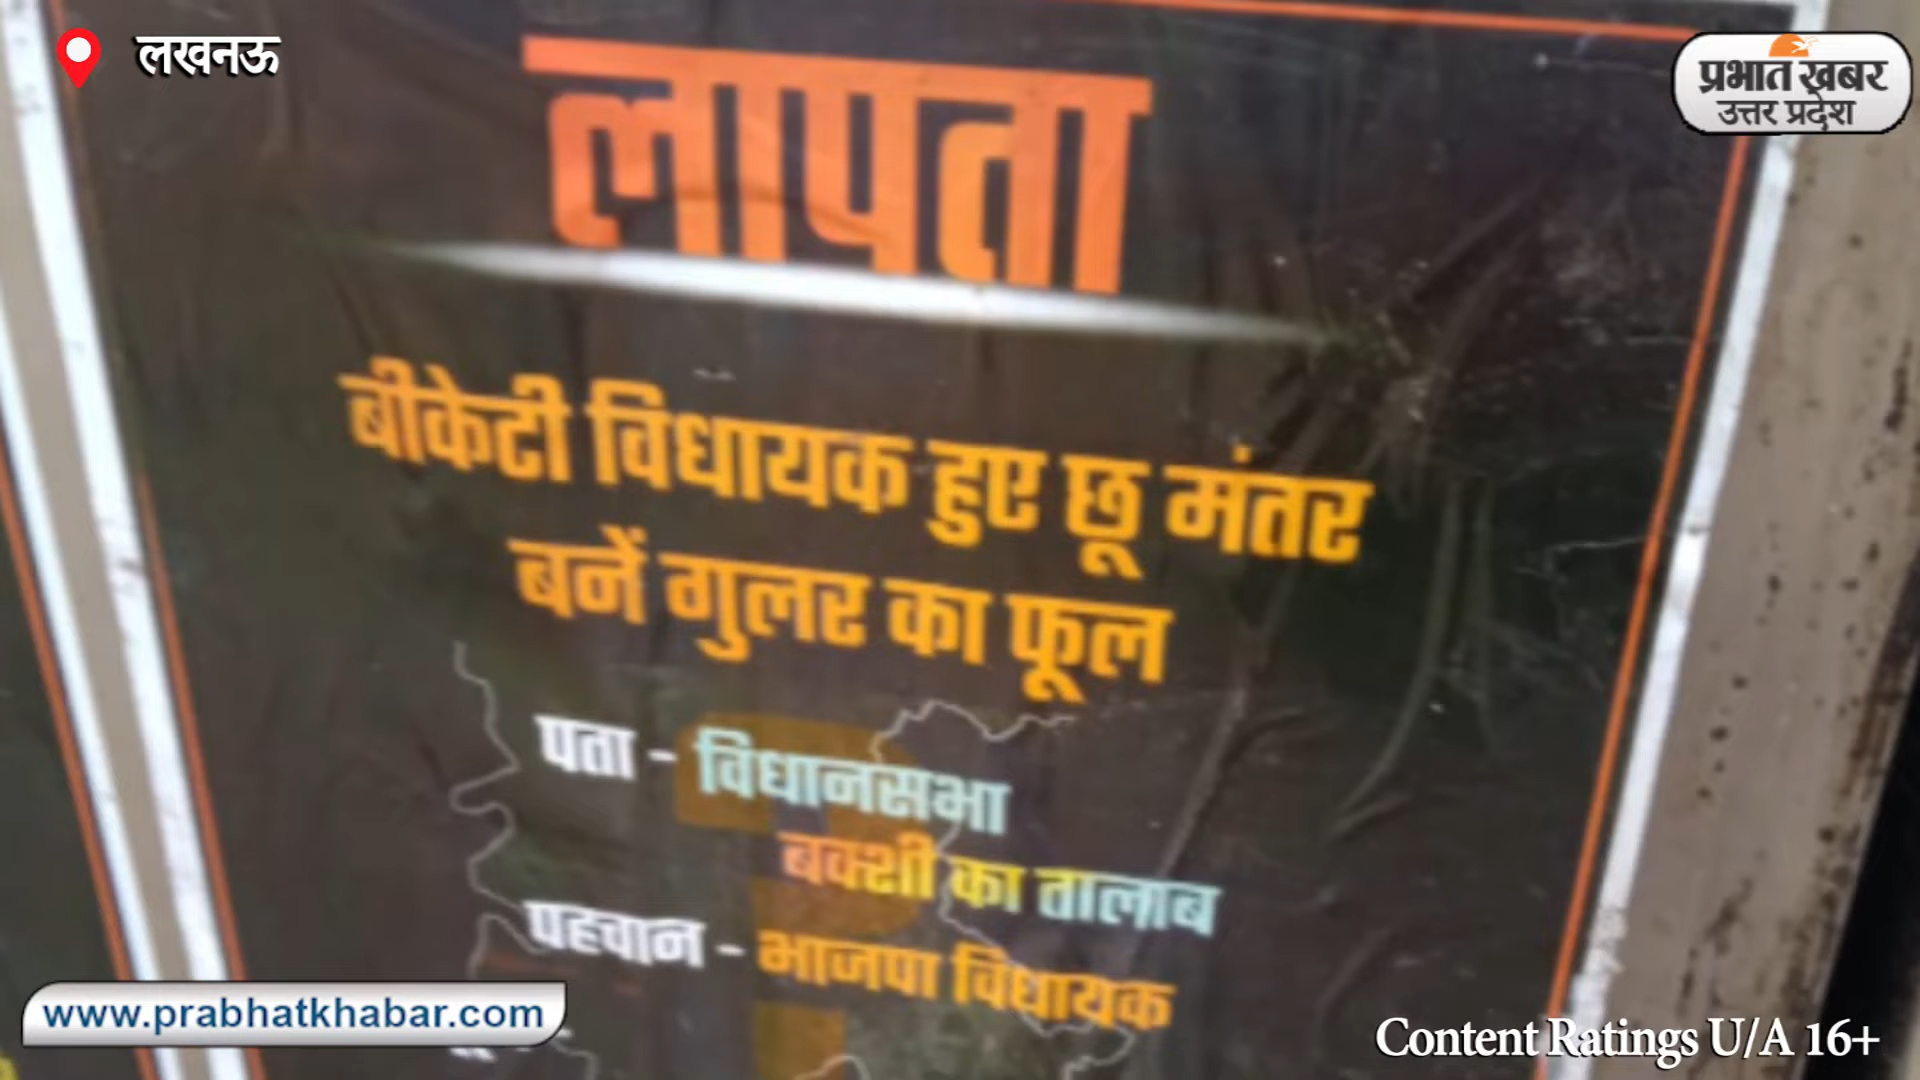 लखनऊ
प्रभात खबर
उत्तर प्रदेश
लापता
बीकेटी विधायक हुए छू मंतर
बनें गुलर का फूल
पता - विधानसभा
बक्शी का तालाब
पहचान - भाजपा विधायक
www.prabhatkhabar.com
Content Ratings U/A 16+